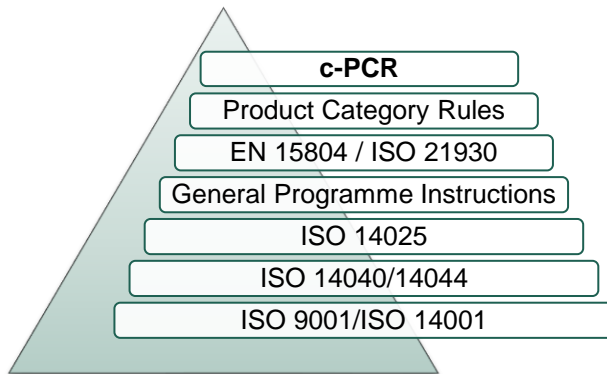 c-PCR
Product Category Rules
EN 15804 / ISO 21930
General Programme Instructions
ISO 14025
ISO 14040/14044
ISO 9001/ISO 14001